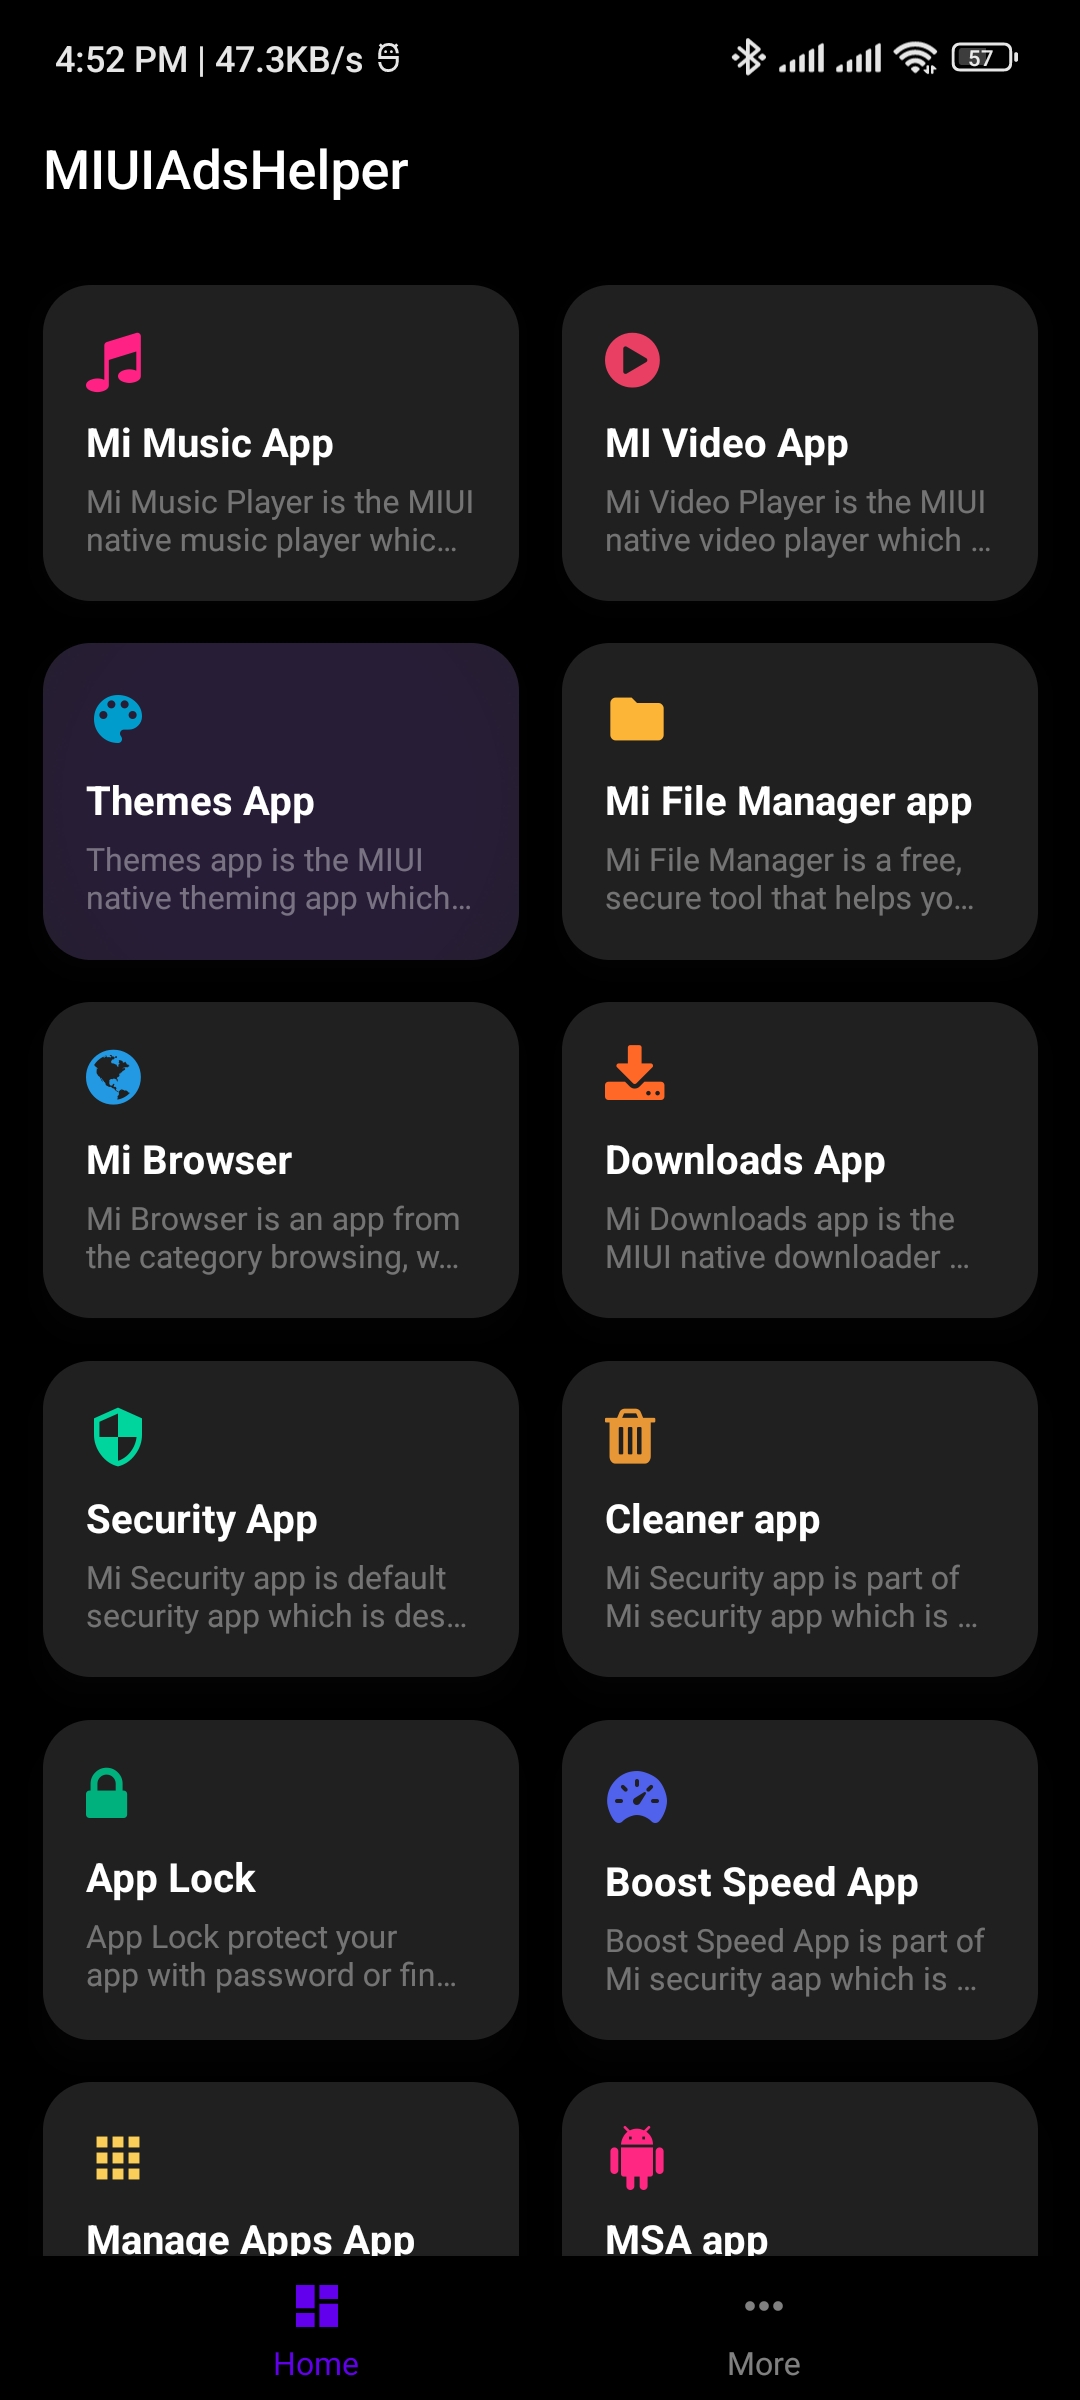 4:52 PM | 47.3KB/s
57
MIUIAdsHelper
Mi Music App
Mi Music Player is the MIUI
native music player whic...
MI Video App
Mi Video Player is the MIUI
native video player which ...
Themes App
Themes app is the MIUI
native theming app which...
Mi File Manager app
Mi File Manager is a free,
secure tool that helps yo...
Mi Browser
Mi Browser is an app from
the category browsing, w...
Downloads App
Mi Downloads app is the
MIUI native downloader ...
Security App
Mi Security app is default
security app which is des...
Cleaner app
Mi Security app is part of
Mi security app which is ...
App Lock
App Lock protect your
app with password or fin...
Boost Speed App
Boost Speed App is part of
Mi security aap which is ...
Manage Apps App
MSA app
Home
More